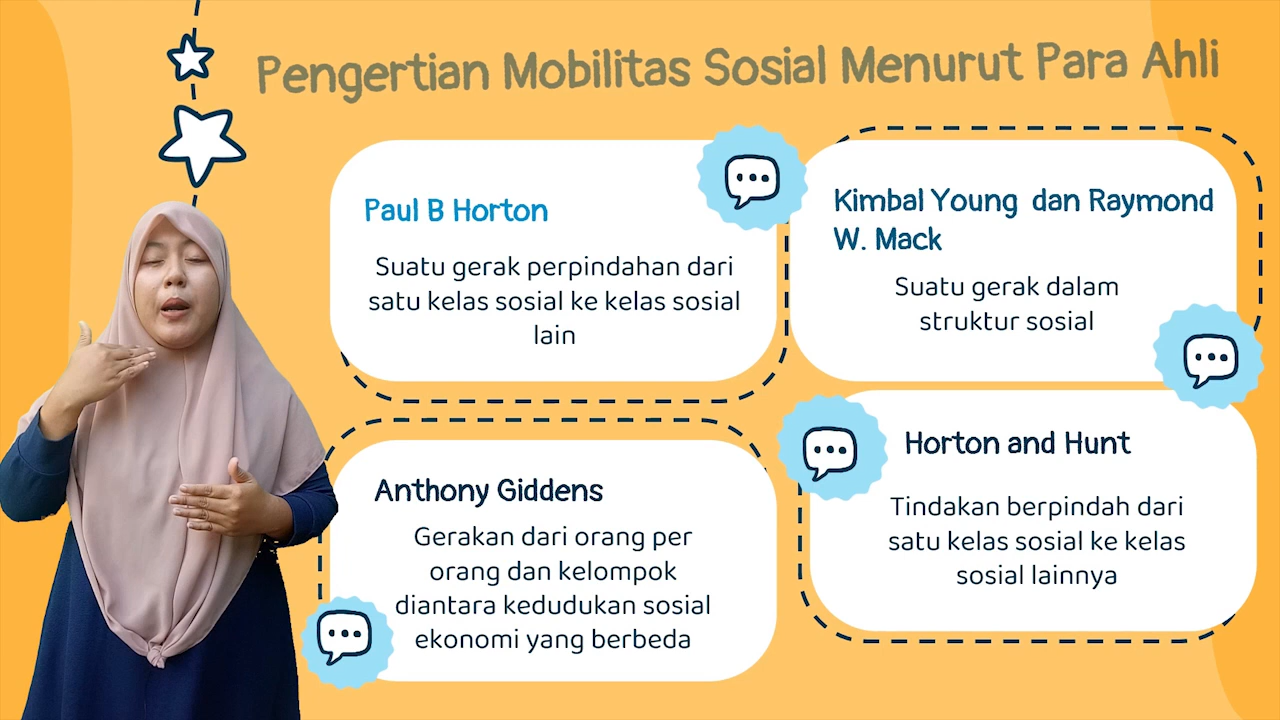 Pengertian Mobilitas Sosial Menurut Para Ahli
Paul B Horton
Suatu gerak perpindahan dari
satu kelas sosial ke kelas sosial
lain
Kimbal Young dan Raymond
W. Mack
Suatu gerak dalam
struktur sosial
Anthony Giddens
Gerakan dari orang per
orang dan kelompok
diantara kedudukan sosial
ekonomi yang berbeda
Horton and Hunt
Tindakan berpindah dari
satu kelas sosial ke kelas
sosial lainnya